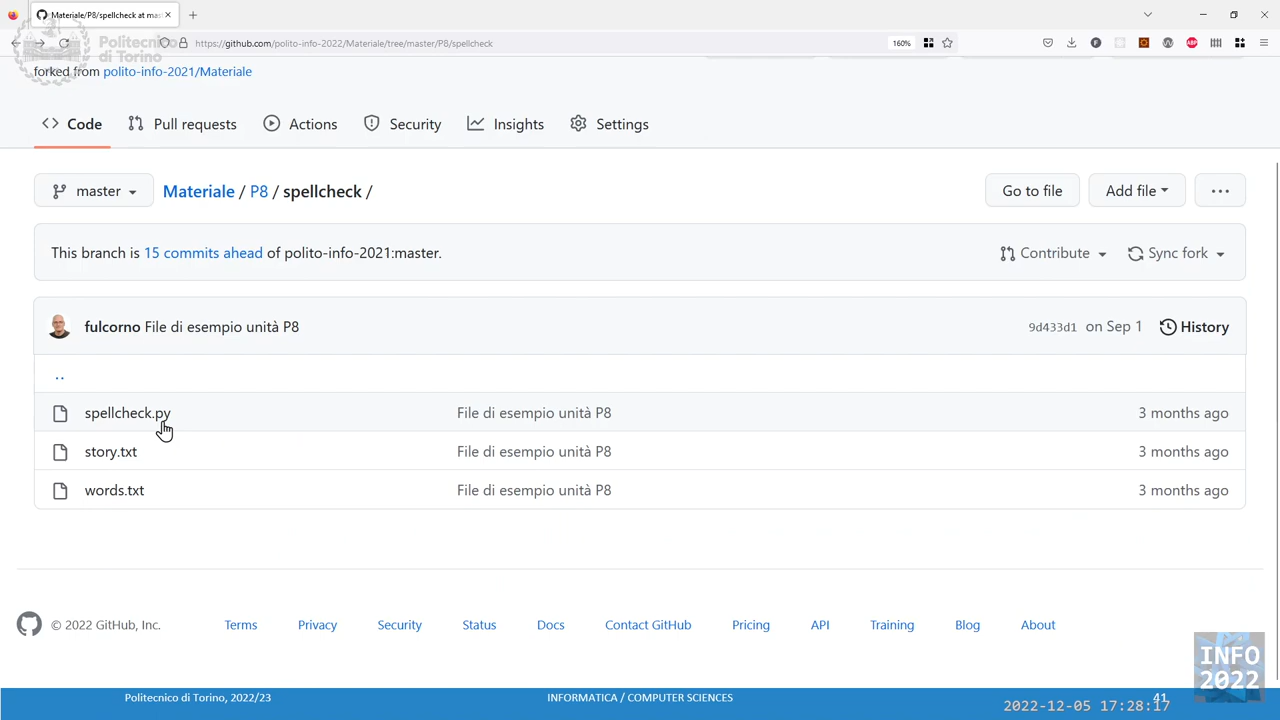 Materiale/P8/spellcheck at mas
https://github.com/polito-info-2022/Materiale/tree/master/P8/spellcheck
160%
Politecnico
di Torino
forked from polito-info-2021/Materiale
Code
Pull requests
Actions
Security
Insights
Settings
master
Materiale / P8 / spellcheck /
Go to file
Add file
This branch is 15 commits ahead of polito-info-2021:master.
Contribute
Sync fork
fulcorno File di esempio unità P8
9d433d1 on Sep 1
History
..
spellcheck.py File di esempio unità P8 3 months ago
story.txt File di esempio unità P8 3 months ago
words.txt File di esempio unità P8 3 months ago
© 2022 GitHub, Inc.
Terms
Privacy
Security
Status
Docs
Contact GitHub
Pricing
API
Training
Blog
About
INFO
2022
Politecnico di Torino, 2022/23
INFORMATICA / COMPUTER SCIENCES
41
2022-12-05 17:28:17